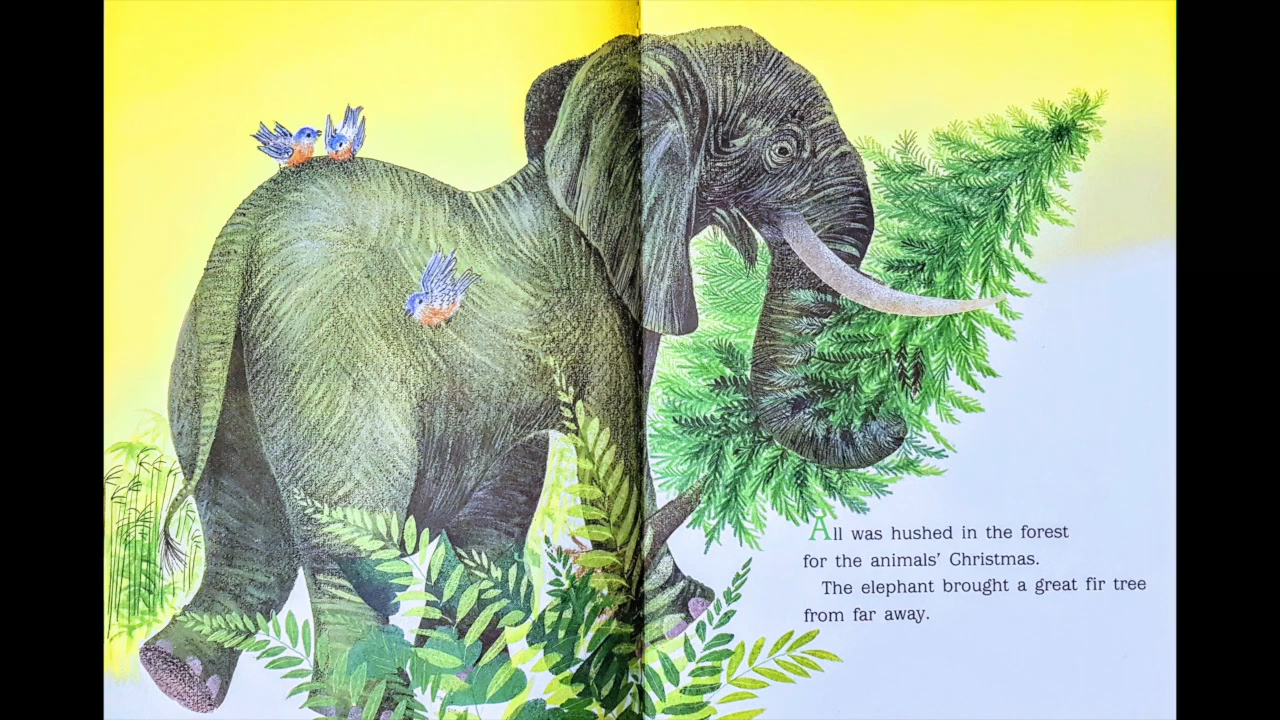 All was hushed in the forest
for the animals' Christmas.
The elephant brought a great fir tree
from far away.